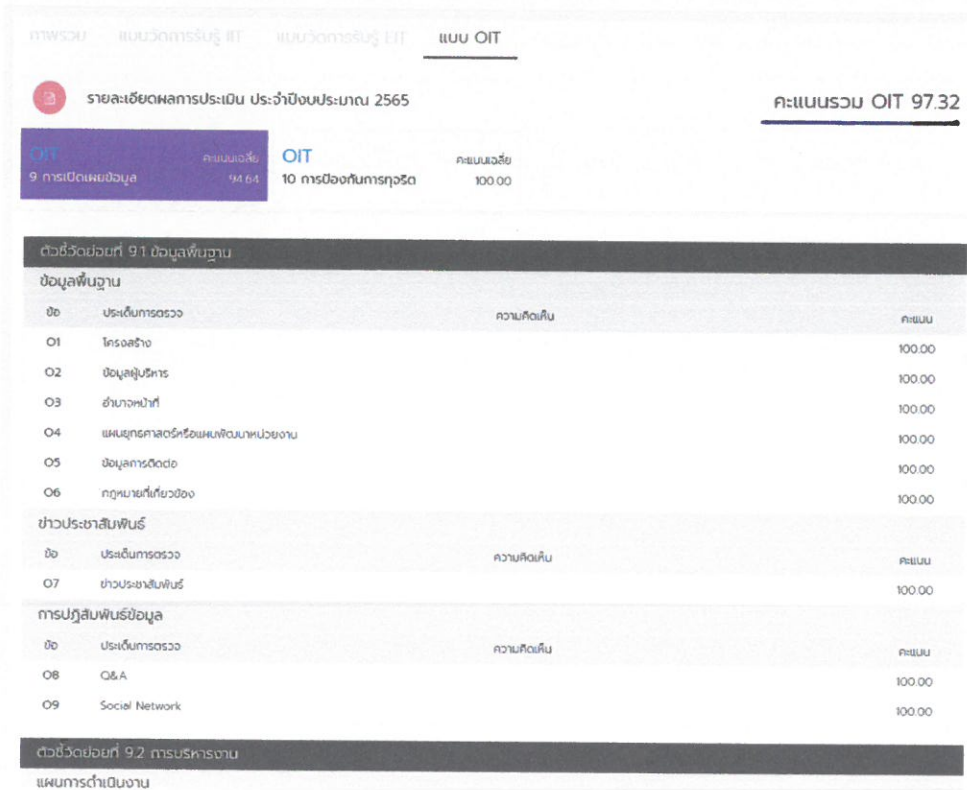 ภาพรวม แบบวัดการรับรู้ IIT แบบวัดการรับรู้ EIT แบบ OIT
รายละเอียดผลการประเมิน ประจำปีงบประมาณ 2565 คะแนนรวม OIT 97.32
OIT คะแนนเฉลี่ย OIT คะแนนเฉลี่ย
9 การเปิดเผยข้อมูล 94.64 10 การป้องกันการทุจริต 100.00
ตัวชี้วัดย่อยที่ 9.1 ข้อมูลพื้นฐาน
ข้อมูลพื้นฐาน
ข้อ ประเด็นการตรวจ ความคิดเห็น คะแนน
O1 โครงสร้าง 100.00
O2 ข้อมูลผู้บริหาร 100.00
O3 อำนาจหน้าที่ 100.00
O4 แผนยุทธศาสตร์หรือแผนพัฒนาหน่วยงาน 100.00
O5 ข้อมูลการติดต่อ 100.00
O6 กฎหมายที่เกี่ยวข้อง 100.00
ข่าวประชาสัมพันธ์
ข้อ ประเด็นการตรวจ ความคิดเห็น คะแนน
O7 ข่าวประชาสัมพันธ์ 100.00
การปฏิสัมพันธ์ข้อมูล
ข้อ ประเด็นการตรวจ ความคิดเห็น คะแนน
O8 Q&A 100.00
O9 Social Network 100.00
ตัวชี้วัดย่อยที่ 9.2 การบริหารงาน
แผนการดำเนินงาน